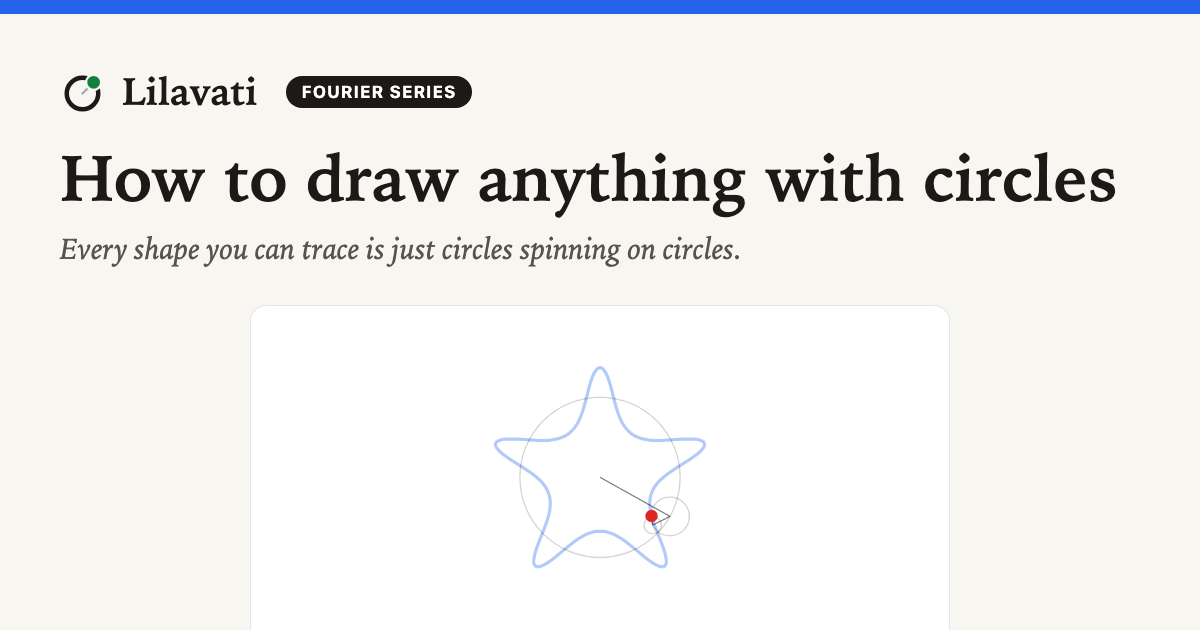 Lilavati
FOURIER SERIES
How to draw anything with circles
Every shape you can trace is just circles spinning on circles.